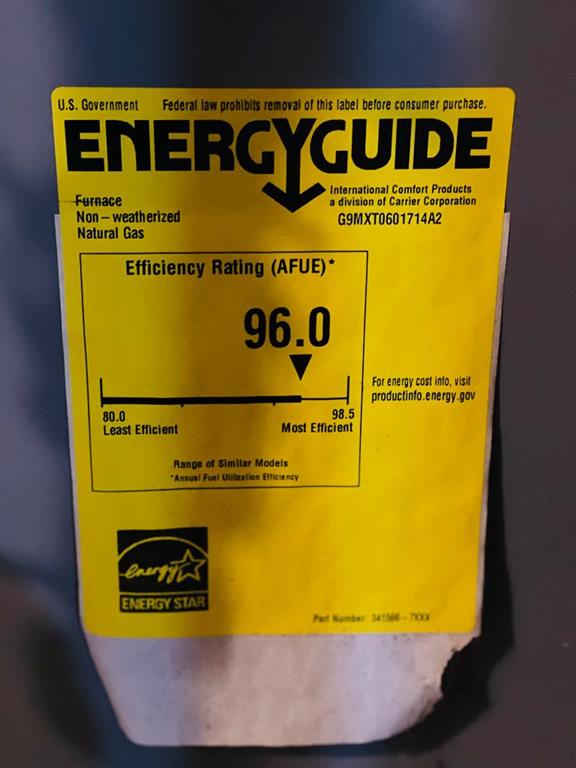 U.S. Government Federal law prohibits removal of this label before consumer purchase.
ENERGYGUIDE
International Comfort Products
a division of Carrier Corporation
G9MXT0601714A2
Furnace
Non - weatherized
Natural Gas
Efficiency Rating (AFUE)*
96.0
80.0 98.5
Least Efficient Most Efficient
For energy cost info, visit
productinfo.energy.gov
Range of Similar Models
*Annual Fuel Utilization Efficiency
energy
ENERGY STAR
Part Number: 341566 - 7XXX